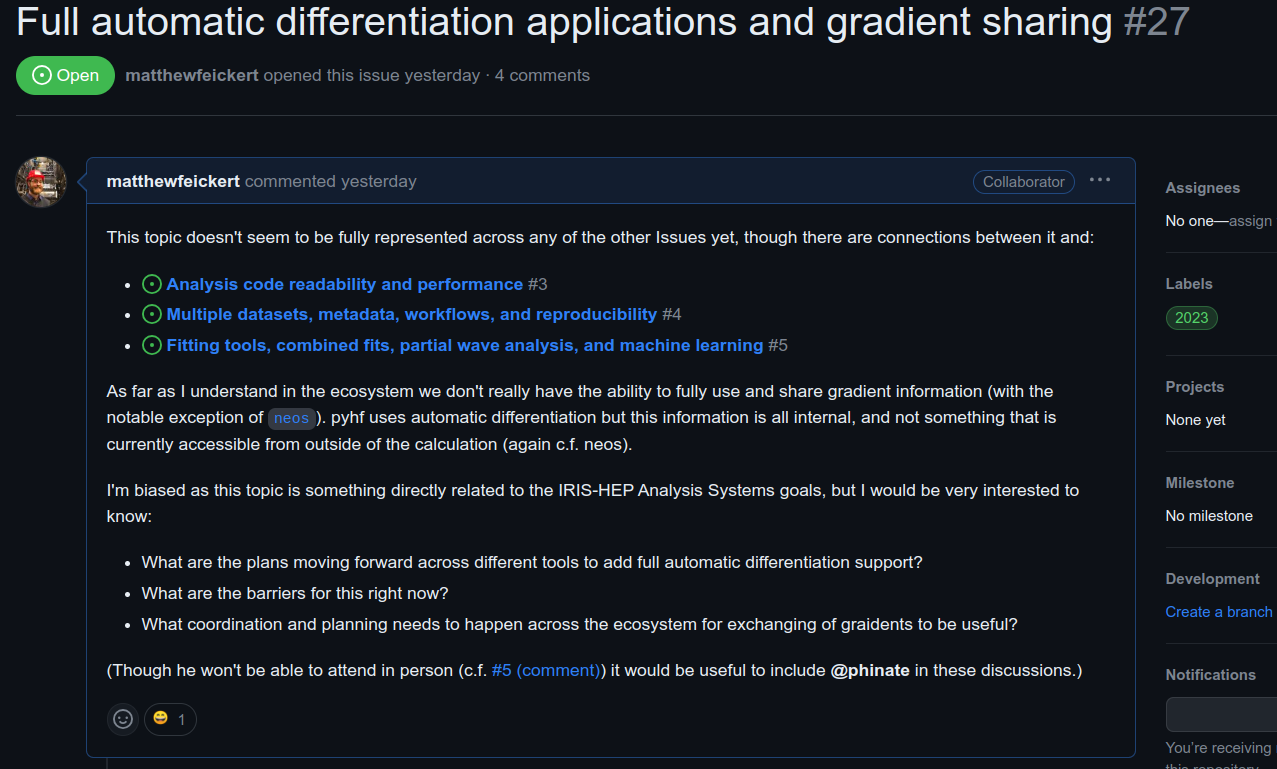 Full automatic differentiation applications and gradient sharing #27
Open matthewfeickert opened this issue yesterday · 4 comments
matthewfeickert commented yesterday
Collaborator
This topic doesn't seem to be fully represented across any of the other Issues yet, though there are connections between it and:
• Analysis code readability and performance #3
• Multiple datasets, metadata, workflows, and reproducibility #4
• Fitting tools, combined fits, partial wave analysis, and machine learning #5
As far as I understand in the ecosystem we don't really have the ability to fully use and share gradient information (with the
notable exception of neos). pyhf uses automatic differentiation but this information is all internal, and not something that is
currently accessible from outside of the calculation (again c.f. neos).
I'm biased as this topic is something directly related to the IRIS-HEP Analysis Systems goals, but I would be very interested to
know:
• What are the plans moving forward across different tools to add full automatic differentiation support?
• What are the barriers for this right now?
• What coordination and planning needs to happen across the ecosystem for exchanging of graidents to be useful?
(Though he won't be able to attend in person (c.f. #5 (comment)) it would be useful to include @phinate in these discussions.)
😄 1
Assignees
No one—assign
Labels
2023
Projects
None yet
Milestone
No milestone
Development
Create a branch
Notifications
You're receiving
this repository